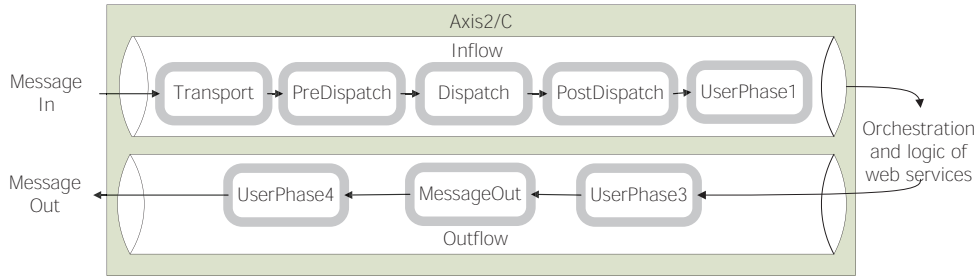 Axis2/C
Inflow
Message
In
Transport
PreDispatch
Dispatch
PostDispatch
UserPhase1
Orchestration
and logic of
web services
Message
Out
UserPhase4
MessageOut
UserPhase3
Outflow